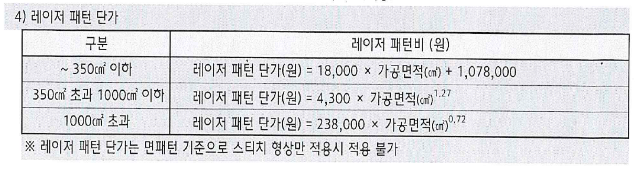 4) 레이저 패턴 단가
구분 레이저 패턴비 (원)
~ 350㎠ 이하 레이저 패턴 단가(원) = 18,000 × 가공면적(㎠) + 1,078,000
350㎠ 초과 1000㎠ 이하 레이저 패턴 단가(원) = 4,300 × 가공면적(㎠)^1.27
1000㎠ 초과 레이저 패턴 단가(원) = 238,000 × 가공면적(㎠)^0.72
※ 레이저 패턴 단가는 면패턴 기준으로 스티치 형상만 적용시 적용 불가